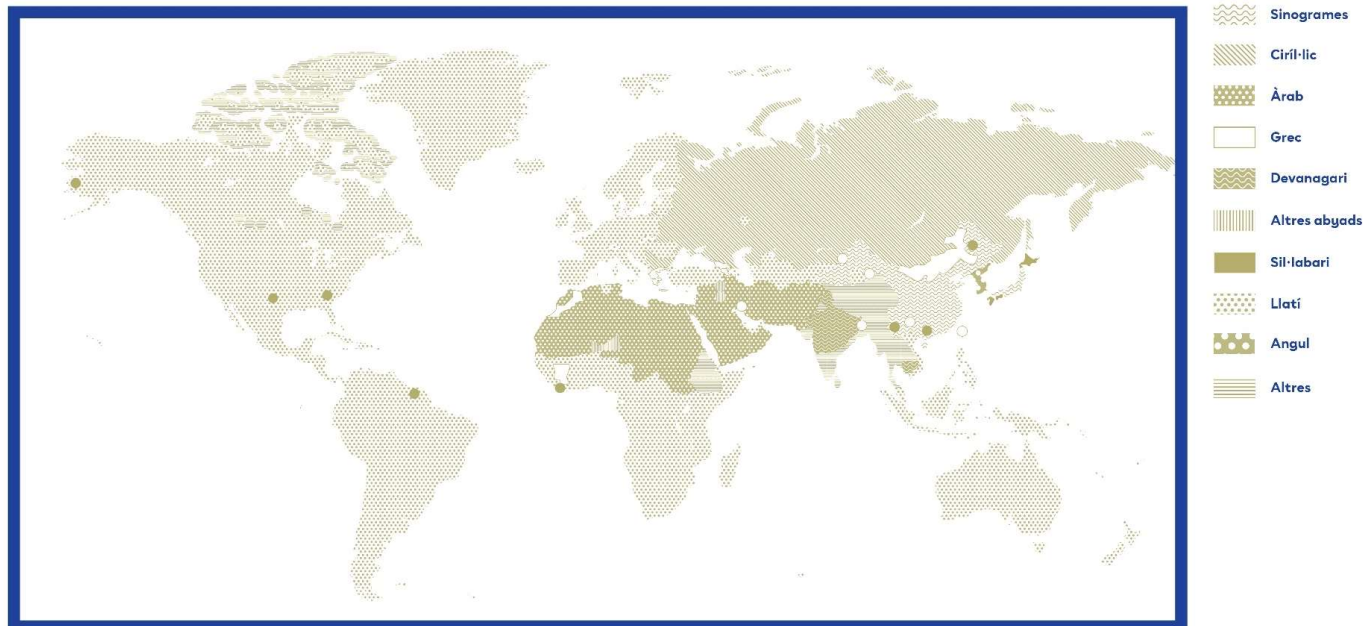 Sinogrames
Ciríl·lic
Àrab
Grec
Devanagari
Altres abyads
Sil·labari
Llatí
Angul
Altres